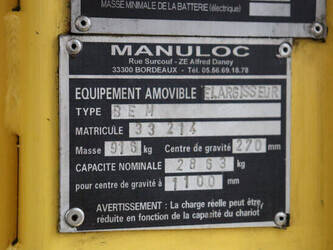 MASSE MINIMALE DE LA BATTERIE (électrique)
MANULOC
Rue Surcouf - ZE Alfred Daney
33300 BORDEAUX - Tél. 05.56.69.18.78
EQUIPEMENT AMOVIBLE ELARGISSEUR
TYPE BEM
MATRICULE 33 214
Masse 916 kg Centre de gravité 270 mm
CAPACITE NOMINALE 2863 kg
pour centre de gravité à 1100 mm
AVERTISSEMENT : La charge réelle peut être
réduite en fonction de la capacité du chariot